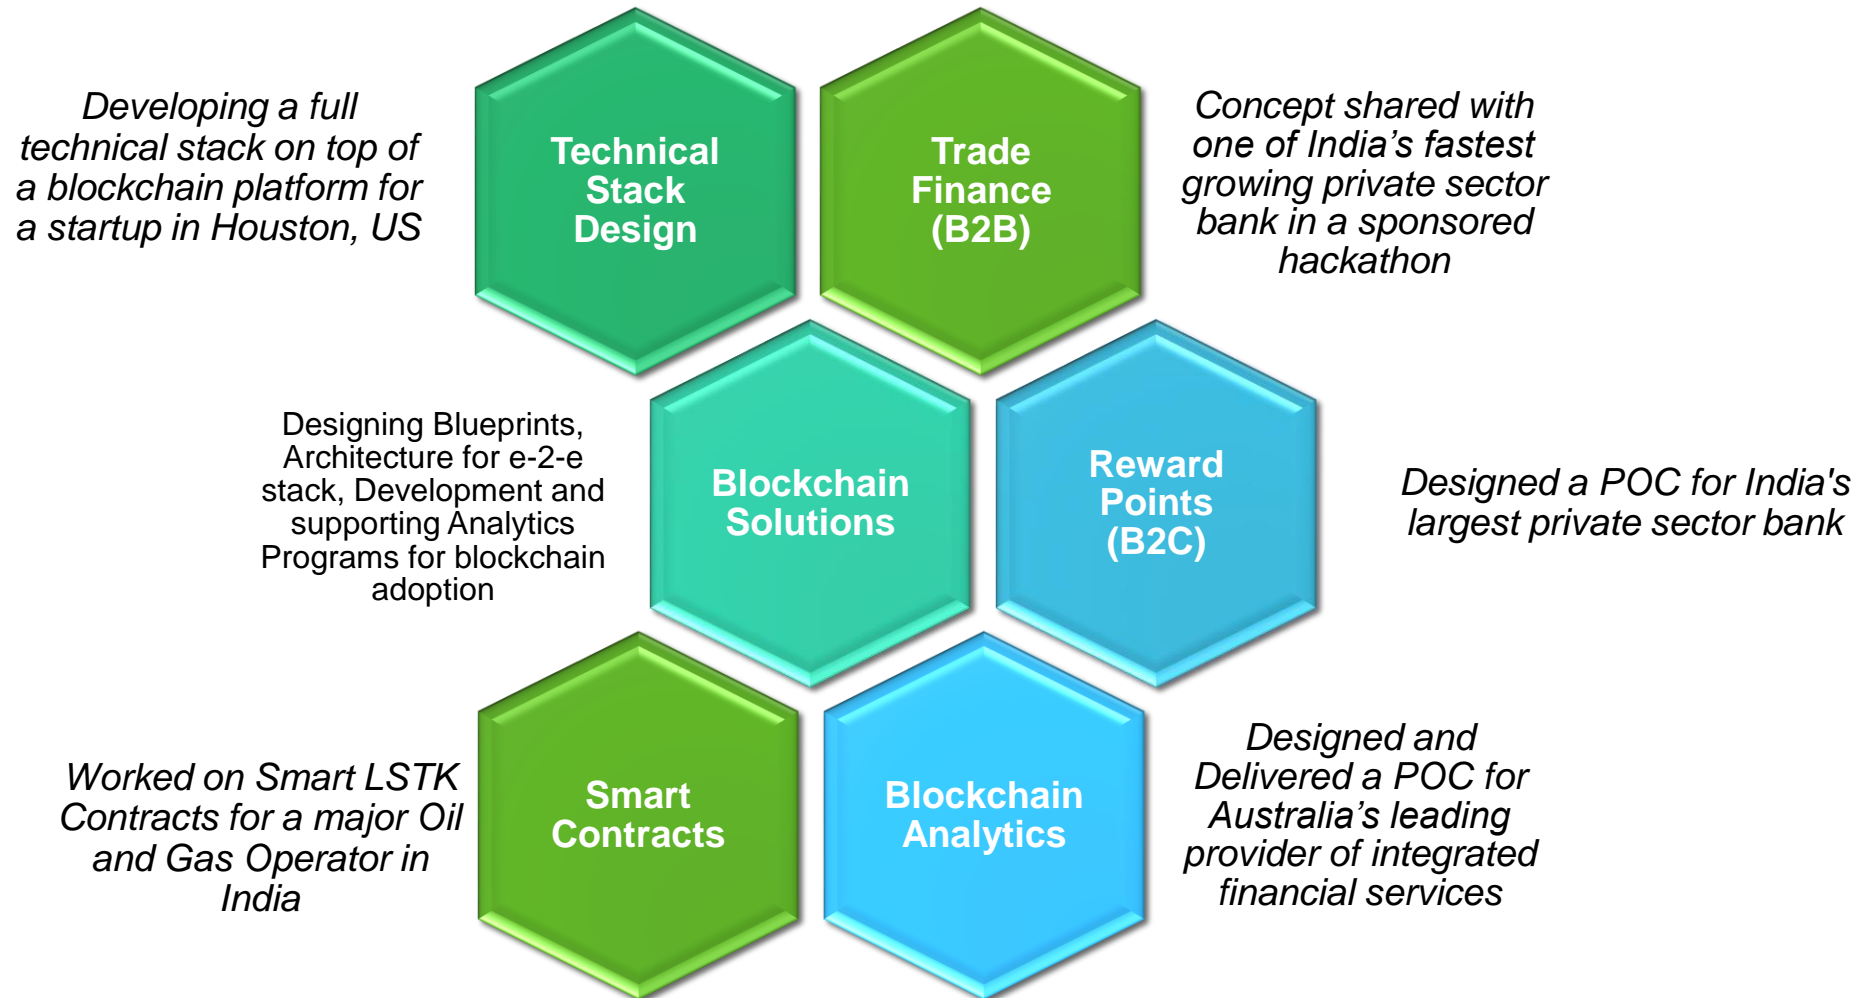 Developing a full
technical stack on top of
a blockchain platform for
a startup in Houston, US
Technical
Stack
Design
Trade
Finance
(B2B)
Concept shared with
one of India’s fastest
growing private sector
bank in a sponsored
hackathon
Designing Blueprints,
Architecture for e-2-e
stack, Development and
supporting Analytics
Programs for blockchain
adoption
Blockchain
Solutions
Reward
Points
(B2C)
Designed a POC for India's
largest private sector bank
Worked on Smart LSTK
Contracts for a major Oil
and Gas Operator in
India
Smart
Contracts
Blockchain
Analytics
Designed and
Delivered a POC for
Australia’s leading
provider of integrated
financial services